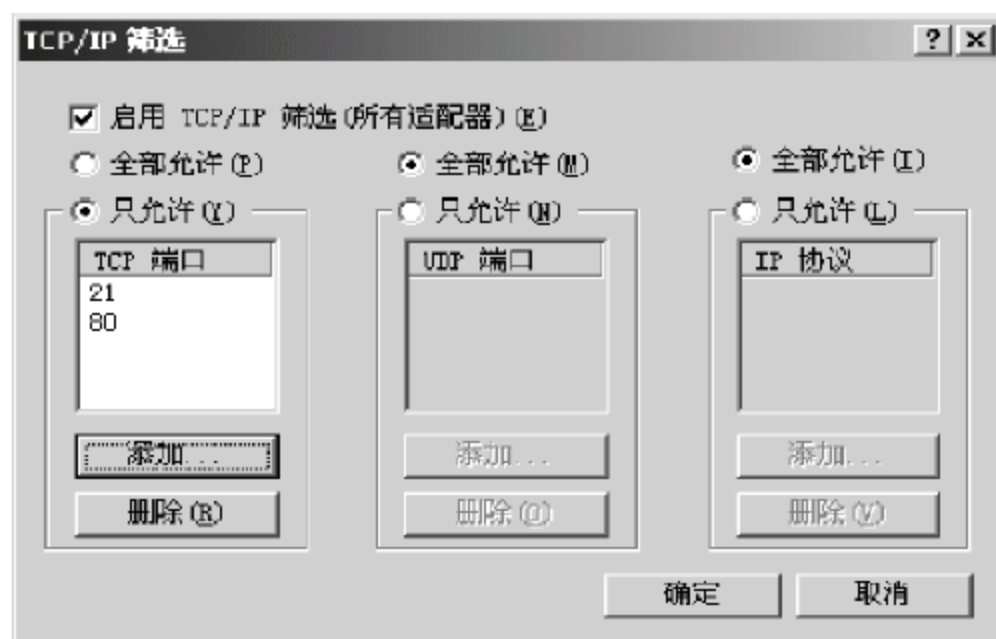 TCP/IP 筛选
启用 TCP/IP 筛选(所有适配器)(E)
全部允许(P) 全部允许(M) 全部允许(I)
只允许(Y) 只允许(N) 只允许(L)
TCP 端口 UDP 端口 IP 协议
21
80
添加... 添加... 添加...
删除(R) 删除(O) 删除(V)
确定 取消